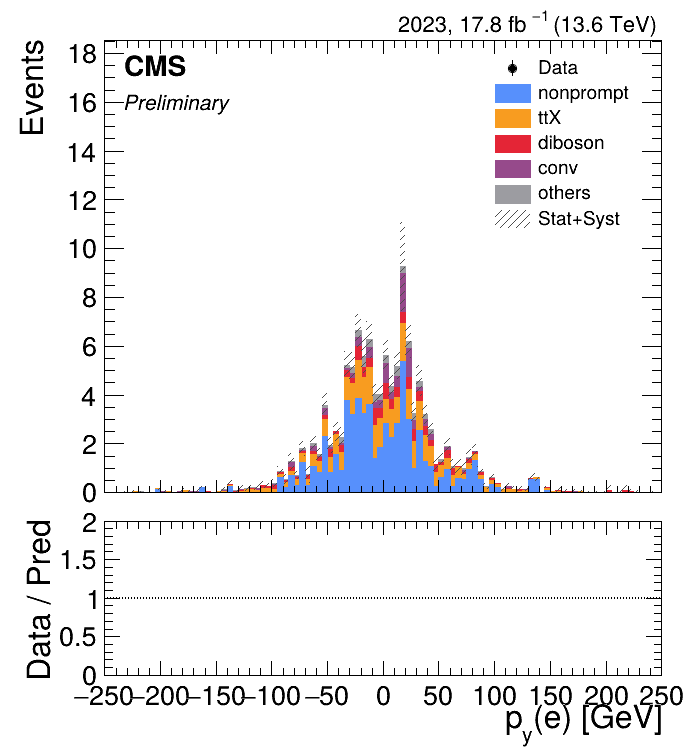 2023, 17.8 fb⁻¹ (13.6 TeV)
Events
18
16
14
12
10
8
6
4
2
0
CMS
Preliminary
Data
nonprompt
ttX
diboson
conv
others
Stat+Syst
Data / Pred
2
1.5
1
0.5
0
−250 −200 −150 −100 −50 0 50 100 150 200 250
p_y(e) [GeV]